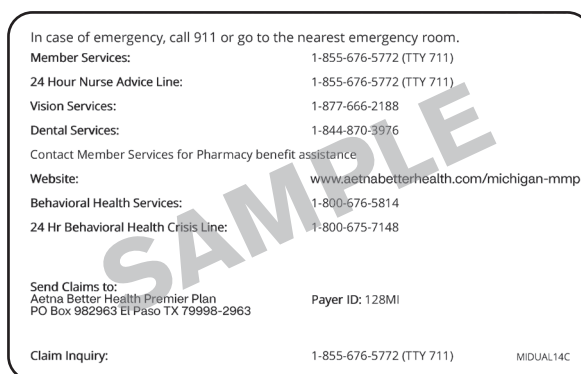 In case of emergency, call 911 or go to the nearest emergency room.
Member Services: 1-855-676-5772 (TTY 711)
24 Hour Nurse Advice Line: 1-855-676-5772 (TTY 711)
Vision Services: 1-877-666-2188
Dental Services: 1-844-870-3976
Contact Member Services for Pharmacy benefit assistance
Website: www.aetnabetterhealth.com/michigan-mmp
Behavioral Health Services: 1-800-676-5814
24 Hr Behavioral Health Crisis Line: 1-800-675-7148
SAMPLE
Send Claims to:
Aetna Better Health Premier Plan Payer ID: 128MI
PO Box 982963 El Paso TX 79998-2963
Claim Inquiry: 1-855-676-5772 (TTY 711) MIDUAL14C